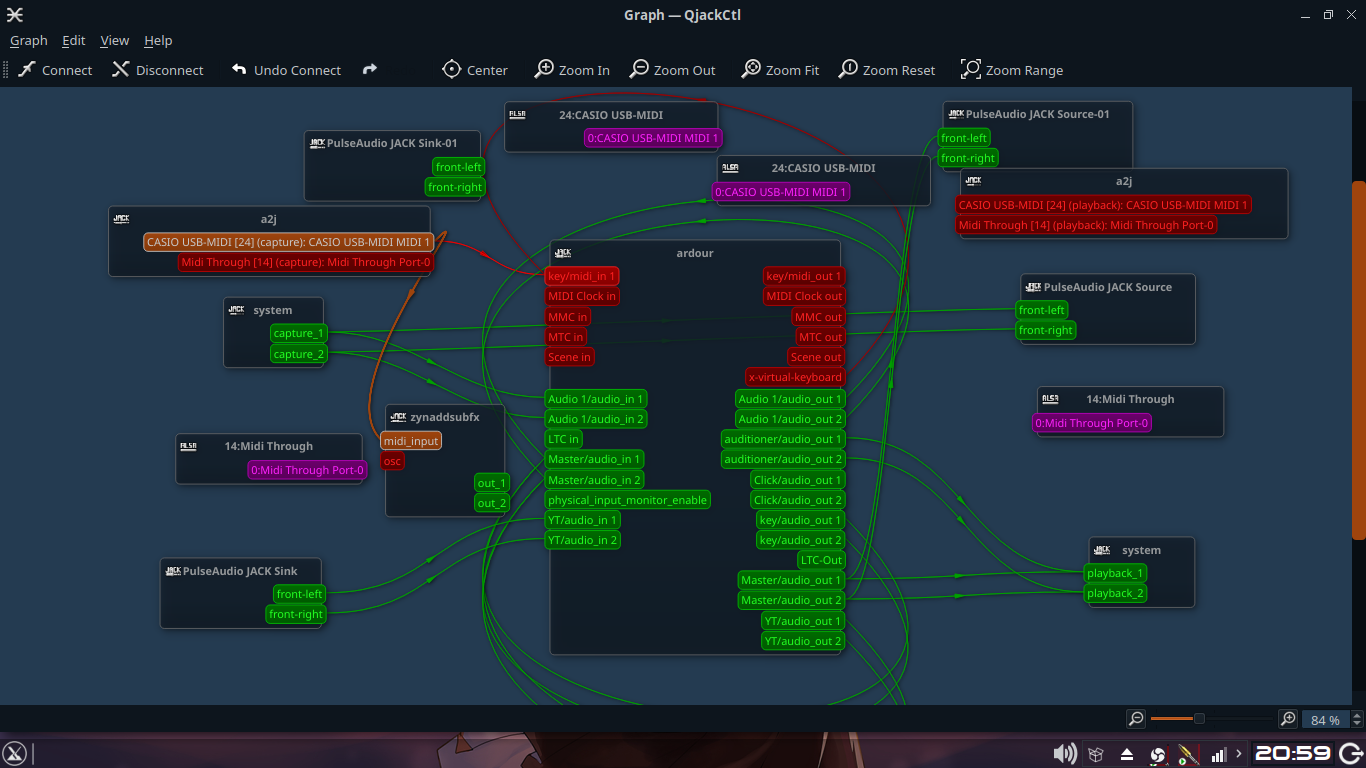 Graph — QjackCtl
Graph Edit View Help
Connect Disconnect Undo Connect Center Zoom In Zoom Out Zoom Fit Zoom Reset Zoom Range
PulseAudio JACK Sink-01
front-left
front-right
ALSA 24:CASIO USB-MIDI
0:CASIO USB-MIDI MIDI 1
ALSA 24:CASIO USB-MIDI
0:CASIO USB-MIDI MIDI 1
JACK PulseAudio JACK Source-01
front-left
front-right
JACK a2j
CASIO USB-MIDI [24] (playback): CASIO USB-MIDI MIDI 1
Midi Through [14] (playback): Midi Through Port-0
JACK a2j
CASIO USB-MIDI [24] (capture): CASIO USB-MIDI MIDI 1
Midi Through [14] (capture): Midi Through Port-0
JACK system
capture_1
capture_2
JACK ardour
key/midi_in 1
MIDI Clock in
MMC in
MTC in
Scene in
Audio 1/audio_in 1
Audio 1/audio_in 2
LTC in
Master/audio_in 1
Master/audio_in 2
physical_input_monitor_enable
YT/audio_in 1
YT/audio_in 2
key/midi_out 1
MIDI Clock out
MMC out
MTC out
Scene out
x-virtual-keyboard
Audio 1/audio_out 1
Audio 1/audio_out 2
auditioner/audio_out 1
auditioner/audio_out 2
Click/audio_out 1
Click/audio_out 2
key/audio_out 1
key/audio_out 2
LTC-Out
Master/audio_out 1
Master/audio_out 2
YT/audio_out 1
YT/audio_out 2
JACK PulseAudio JACK Source
front-left
front-right
ALSA 14:Midi Through
0:Midi Through Port-0
JACK zynaddsubfx
midi_input
osc
out_1
out_2
ALSA 14:Midi Through
0:Midi Through Port-0
JACK PulseAudio JACK Sink
front-left
front-right
JACK system
playback_1
playback_2
84 %
20:59